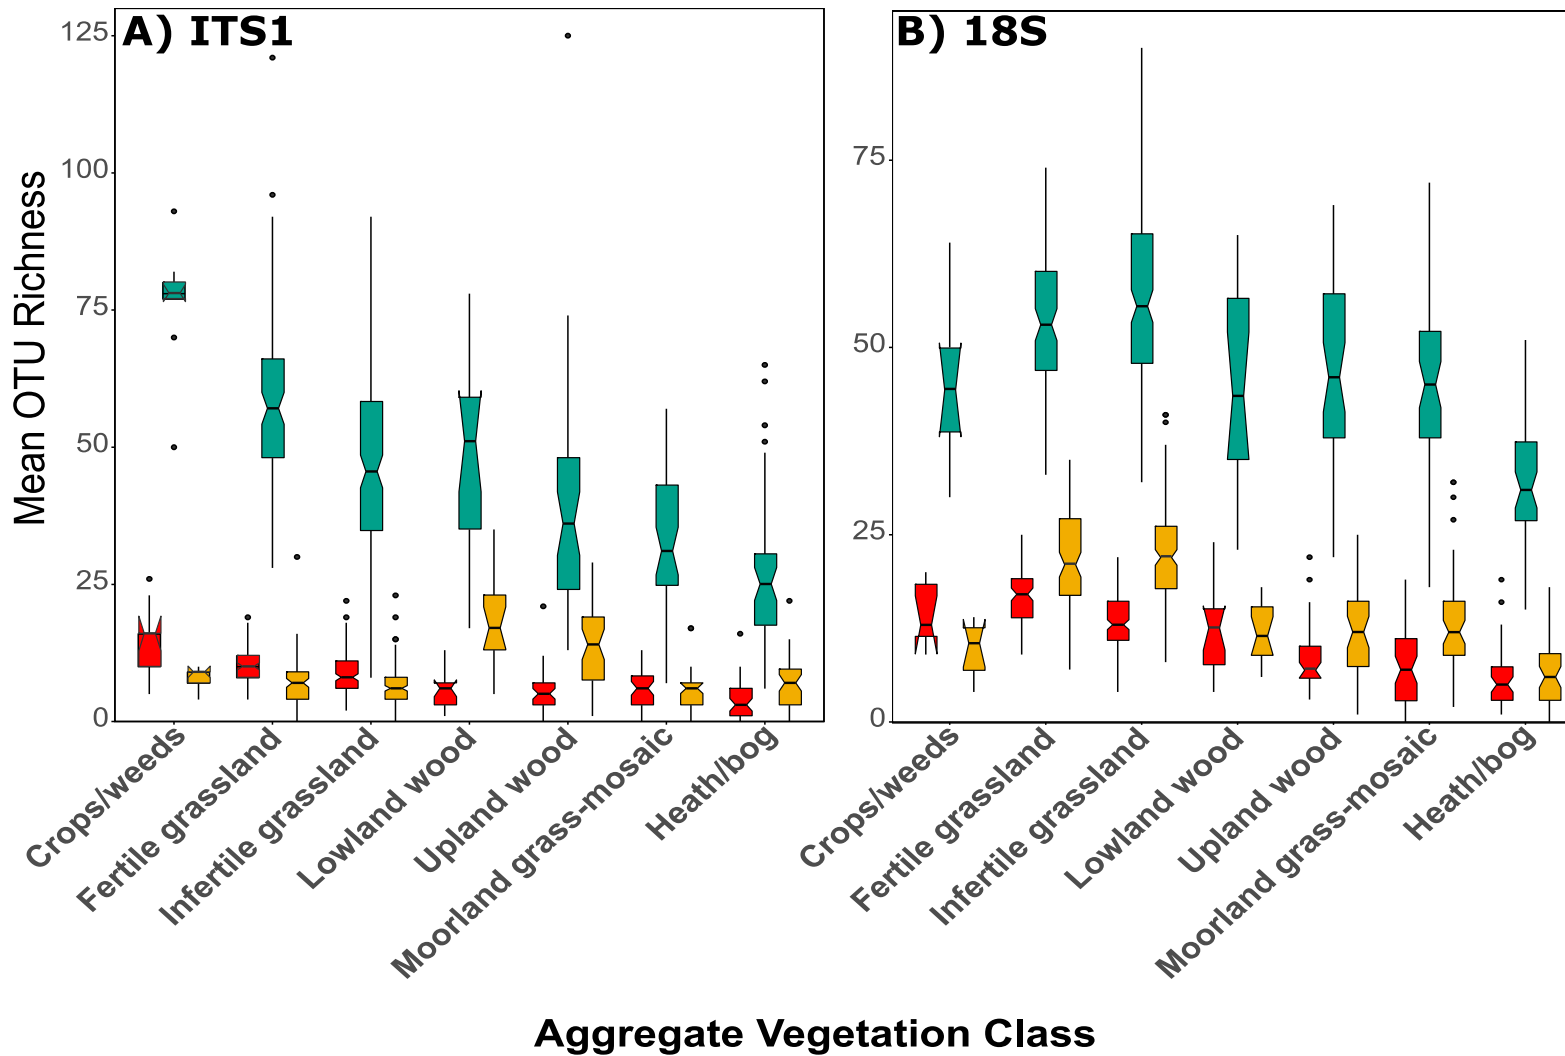 A) ITS1
B) 18S
Mean OTU Richness
125
100
75
50
25
0
75
50
25
0
Crops/weeds
Fertile grassland
Infertile grassland
Lowland wood
Upland wood
Moorland grass-mosaic
Heath/bog
Crops/weeds
Fertile grassland
Infertile grassland
Lowland wood
Upland wood
Moorland grass-mosaic
Heath/bog
Aggregate Vegetation Class